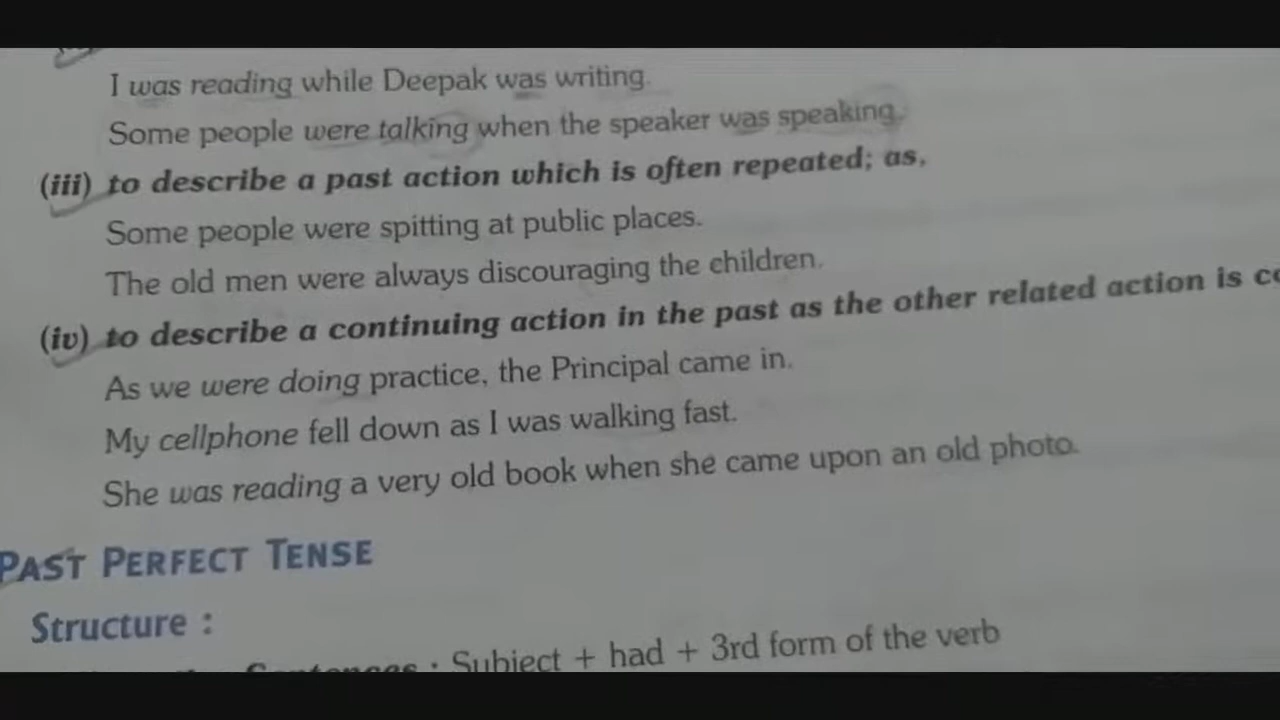 I was reading while Deepak was writing.
Some people were talking when the speaker was speaking.
(iii) to describe a past action which is often repeated; as,
Some people were spitting at public places.
The old men were always discouraging the children.
(iv) to describe a continuing action in the past as the other related action is
As we were doing practice, the Principal came in.
My cellphone fell down as I was walking fast.
She was reading a very old book when she came upon an old photo.
PAST PERFECT TENSE
Structure :
Sentences : Subject + had + 3rd form of the verb